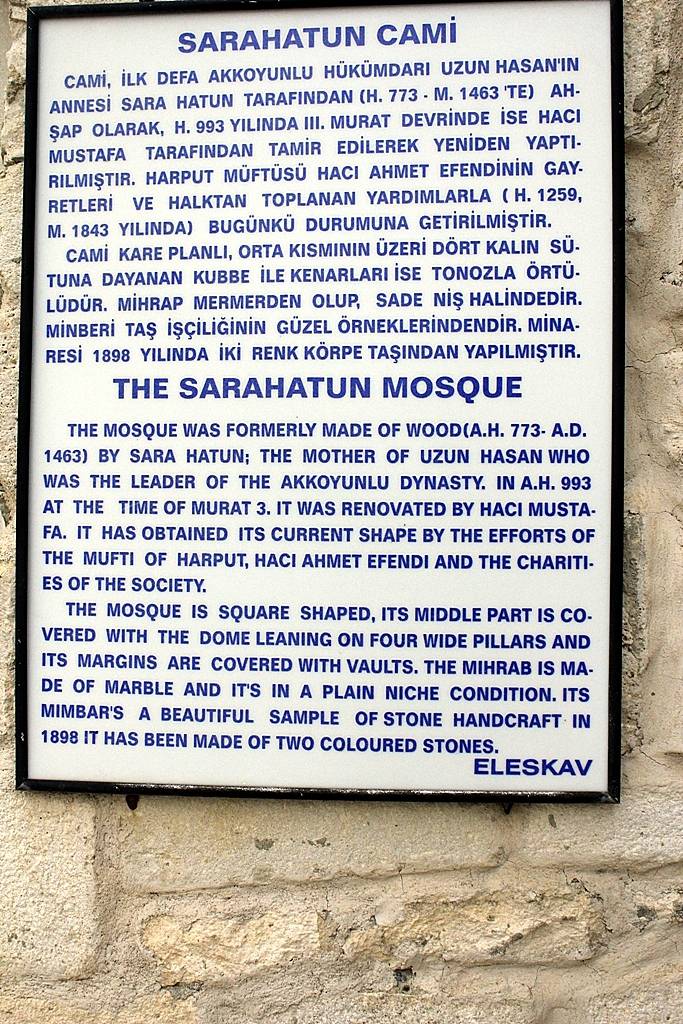 SARAHATUN CAMİ
CAMİ, İLK DEFA AKKOYUNLU HÜKÜMDARI UZUN HASAN'IN
ANNESİ SARA HATUN TARAFINDAN (H. 773 - M. 1463 'TE) AH-
ŞAP OLARAK, H. 993 YILINDA III. MURAT DEVRİNDE İSE HACI
MUSTAFA TARAFINDAN TAMİR EDİLEREK YENİDEN YAPTI-
RILMIŞTIR. HARPUT MÜFTÜSÜ HACI AHMET EFENDİNİN GAY-
RETLERİ VE HALKTAN TOPLANAN YARDIMLARLA ( H. 1259,
M. 1843 YILINDA) BUGÜNKÜ DURUMUNA GETİRİLMİŞTİR.
CAMİ KARE PLANLI, ORTA KISMININ ÜZERİ DÖRT KALIN SÜ-
TUNA DAYANAN KUBBE İLE KENARLARI İSE TONOZLA ÖRTÜ-
LÜDÜR. MİHRAP MERMERDEN OLUP, SADE NİŞ HALİNDEDİR.
MİNBERİ TAŞ İŞÇİLİĞİNİN GÜZEL ÖRNEKLERİNDENDİR. MİNA-
RESİ 1898 YILINDA İKİ RENK KÖRPE TAŞINDAN YAPILMIŞTIR.
THE SARAHATUN MOSQUE
THE MOSQUE WAS FORMERLY MADE OF WOOD(A.H. 773- A.D.
1463) BY SARA HATUN; THE MOTHER OF UZUN HASAN WHO
WAS THE LEADER OF THE AKKOYUNLU DYNASTY. IN A.H. 993
AT THE TIME OF MURAT 3. IT WAS RENOVATED BY HACI MUSTA-
FA. IT HAS OBTAINED ITS CURRENT SHAPE BY THE EFFORTS OF
THE MUFTI OF HARPUT, HACI AHMET EFENDI AND THE CHARITI-
ES OF THE SOCIETY.
THE MOSQUE IS SQUARE SHAPED, ITS MIDDLE PART IS CO-
VERED WITH THE DOME LEANING ON FOUR WIDE PILLARS AND
ITS MARGINS ARE COVERED WITH VAULTS. THE MIHRAB IS MA-
DE OF MARBLE AND IT'S IN A PLAIN NICHE CONDITION. ITS
MIMBAR'S A BEAUTIFUL SAMPLE OF STONE HANDCRAFT IN
1898 IT HAS BEEN MADE OF TWO COLOURED STONES.
ELESKAV